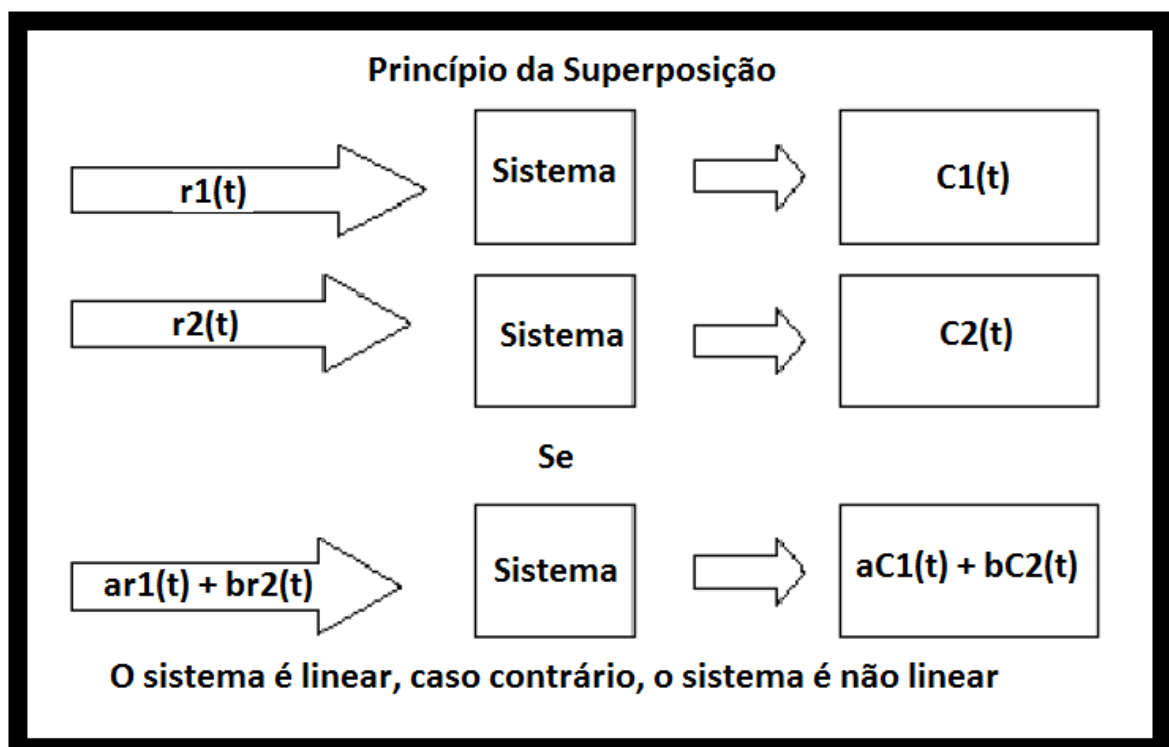 Princípio da Superposição
r1(t)
Sistema
C1(t)
r2(t)
Sistema
C2(t)
Se
ar1(t) + br2(t)
Sistema
aC1(t) + bC2(t)
O sistema é linear, caso contrário, o sistema é não linear